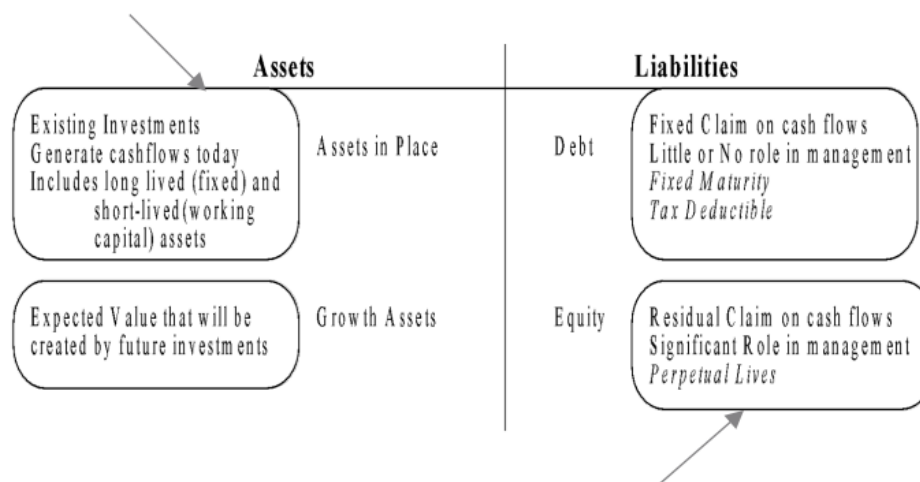 Assets
Liabilities
Existing Investments
Generate cashflows today
Includes long lived (fixed) and
short-lived(working
capital) assets
Assets in Place
Debt
Fixed Claim on cash flows
Little or No role in management
Fixed Maturity
Tax Deductible
Expected Value that will be
created by future investments
Growth Assets
Equity
Residual Claim on cash flows
Significant Role in management
Perpetual Lives